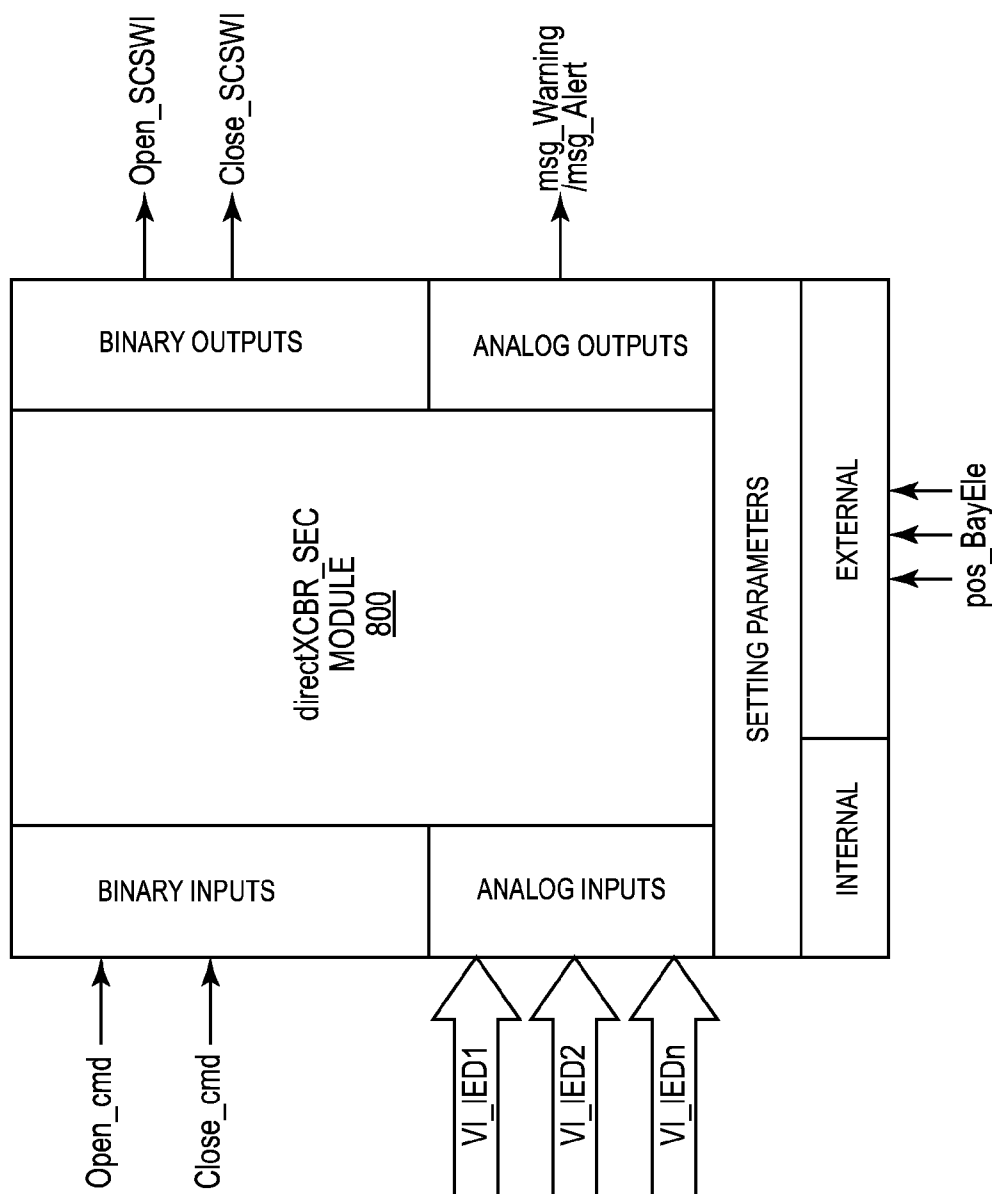 Open_cmd
Close_cmd
VI_IED1
VI_IED2
VI_IEDn
BINARY INPUTS
ANALOG INPUTS
directXCBR_SEC
MODULE
800
BINARY OUTPUTS
ANALOG OUTPUTS
Open_SCSWI
Close_SCSWI
msg_Warning
/msg_Alert
SETTING PARAMETERS
INTERNAL
EXTERNAL
pos_BayEle